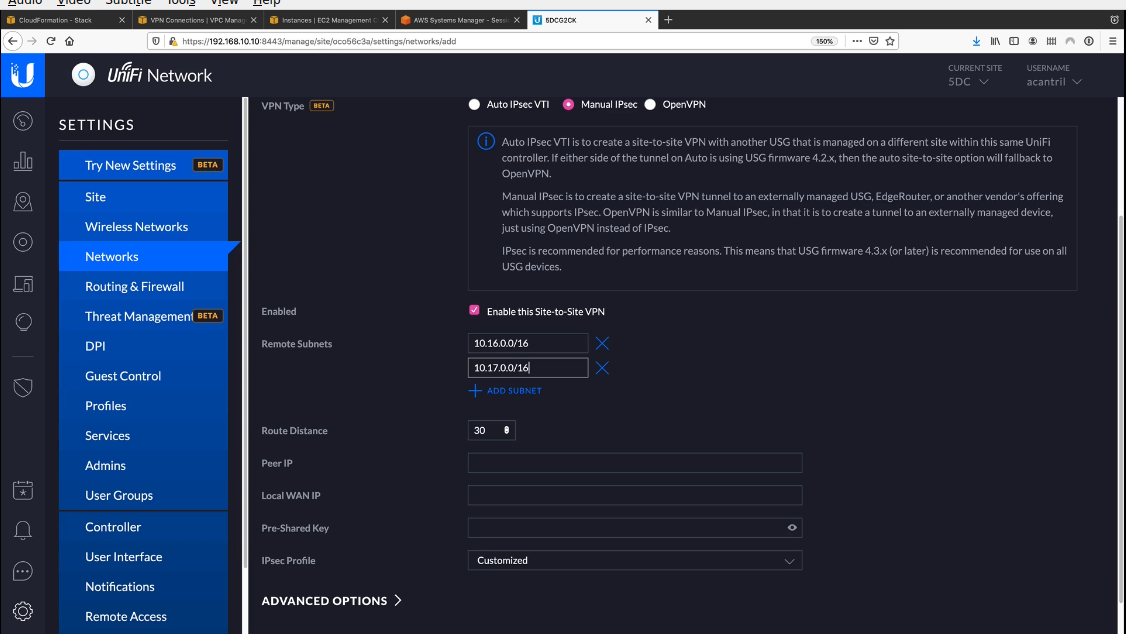 Audio Video Subtitle Tools View Help
CloudFormation - Stack
VPN Connections | VPC Mana
Instances | EC2 Management C
AWS Systems Manager - Sessi
5DCG2CK
https://192.168.10.10:8443/manage/site/oco56c3a/settings/networks/add
150%
UniFi Network
CURRENT SITE
5DC
USERNAME
acantril
SETTINGS
Try New Settings BETA
Site
Wireless Networks
Networks
Routing & Firewall
Threat Management BETA
DPI
Guest Control
Profiles
Services
Admins
User Groups
Controller
User Interface
Notifications
Remote Access
VPN Type BETA
Auto IPsec VTI Manual IPsec OpenVPN
Auto IPsec VTI is to create a site-to-site VPN with another USG that is managed on a different site within this same UniFi
controller. If either side of the tunnel on Auto is using USG firmware 4.2.x, then the auto site-to-site option will fallback to
OpenVPN.
Manual IPsec is to create a site-to-site VPN tunnel to an externally managed USG, EdgeRouter, or another vendor's offering
which supports IPsec. OpenVPN is similar to Manual IPsec, in that it is to create a tunnel to an externally managed device,
just using OpenVPN instead of IPsec.
IPsec is recommended for performance reasons. This means that USG firmware 4.3.x (or later) is recommended for use on all
USG devices.
Enabled
Enable this Site-to-Site VPN
Remote Subnets
10.16.0.0/16
10.17.0.0/16
ADD SUBNET
Route Distance
30
Peer IP
Local WAN IP
Pre-Shared Key
IPsec Profile
Customized
ADVANCED OPTIONS